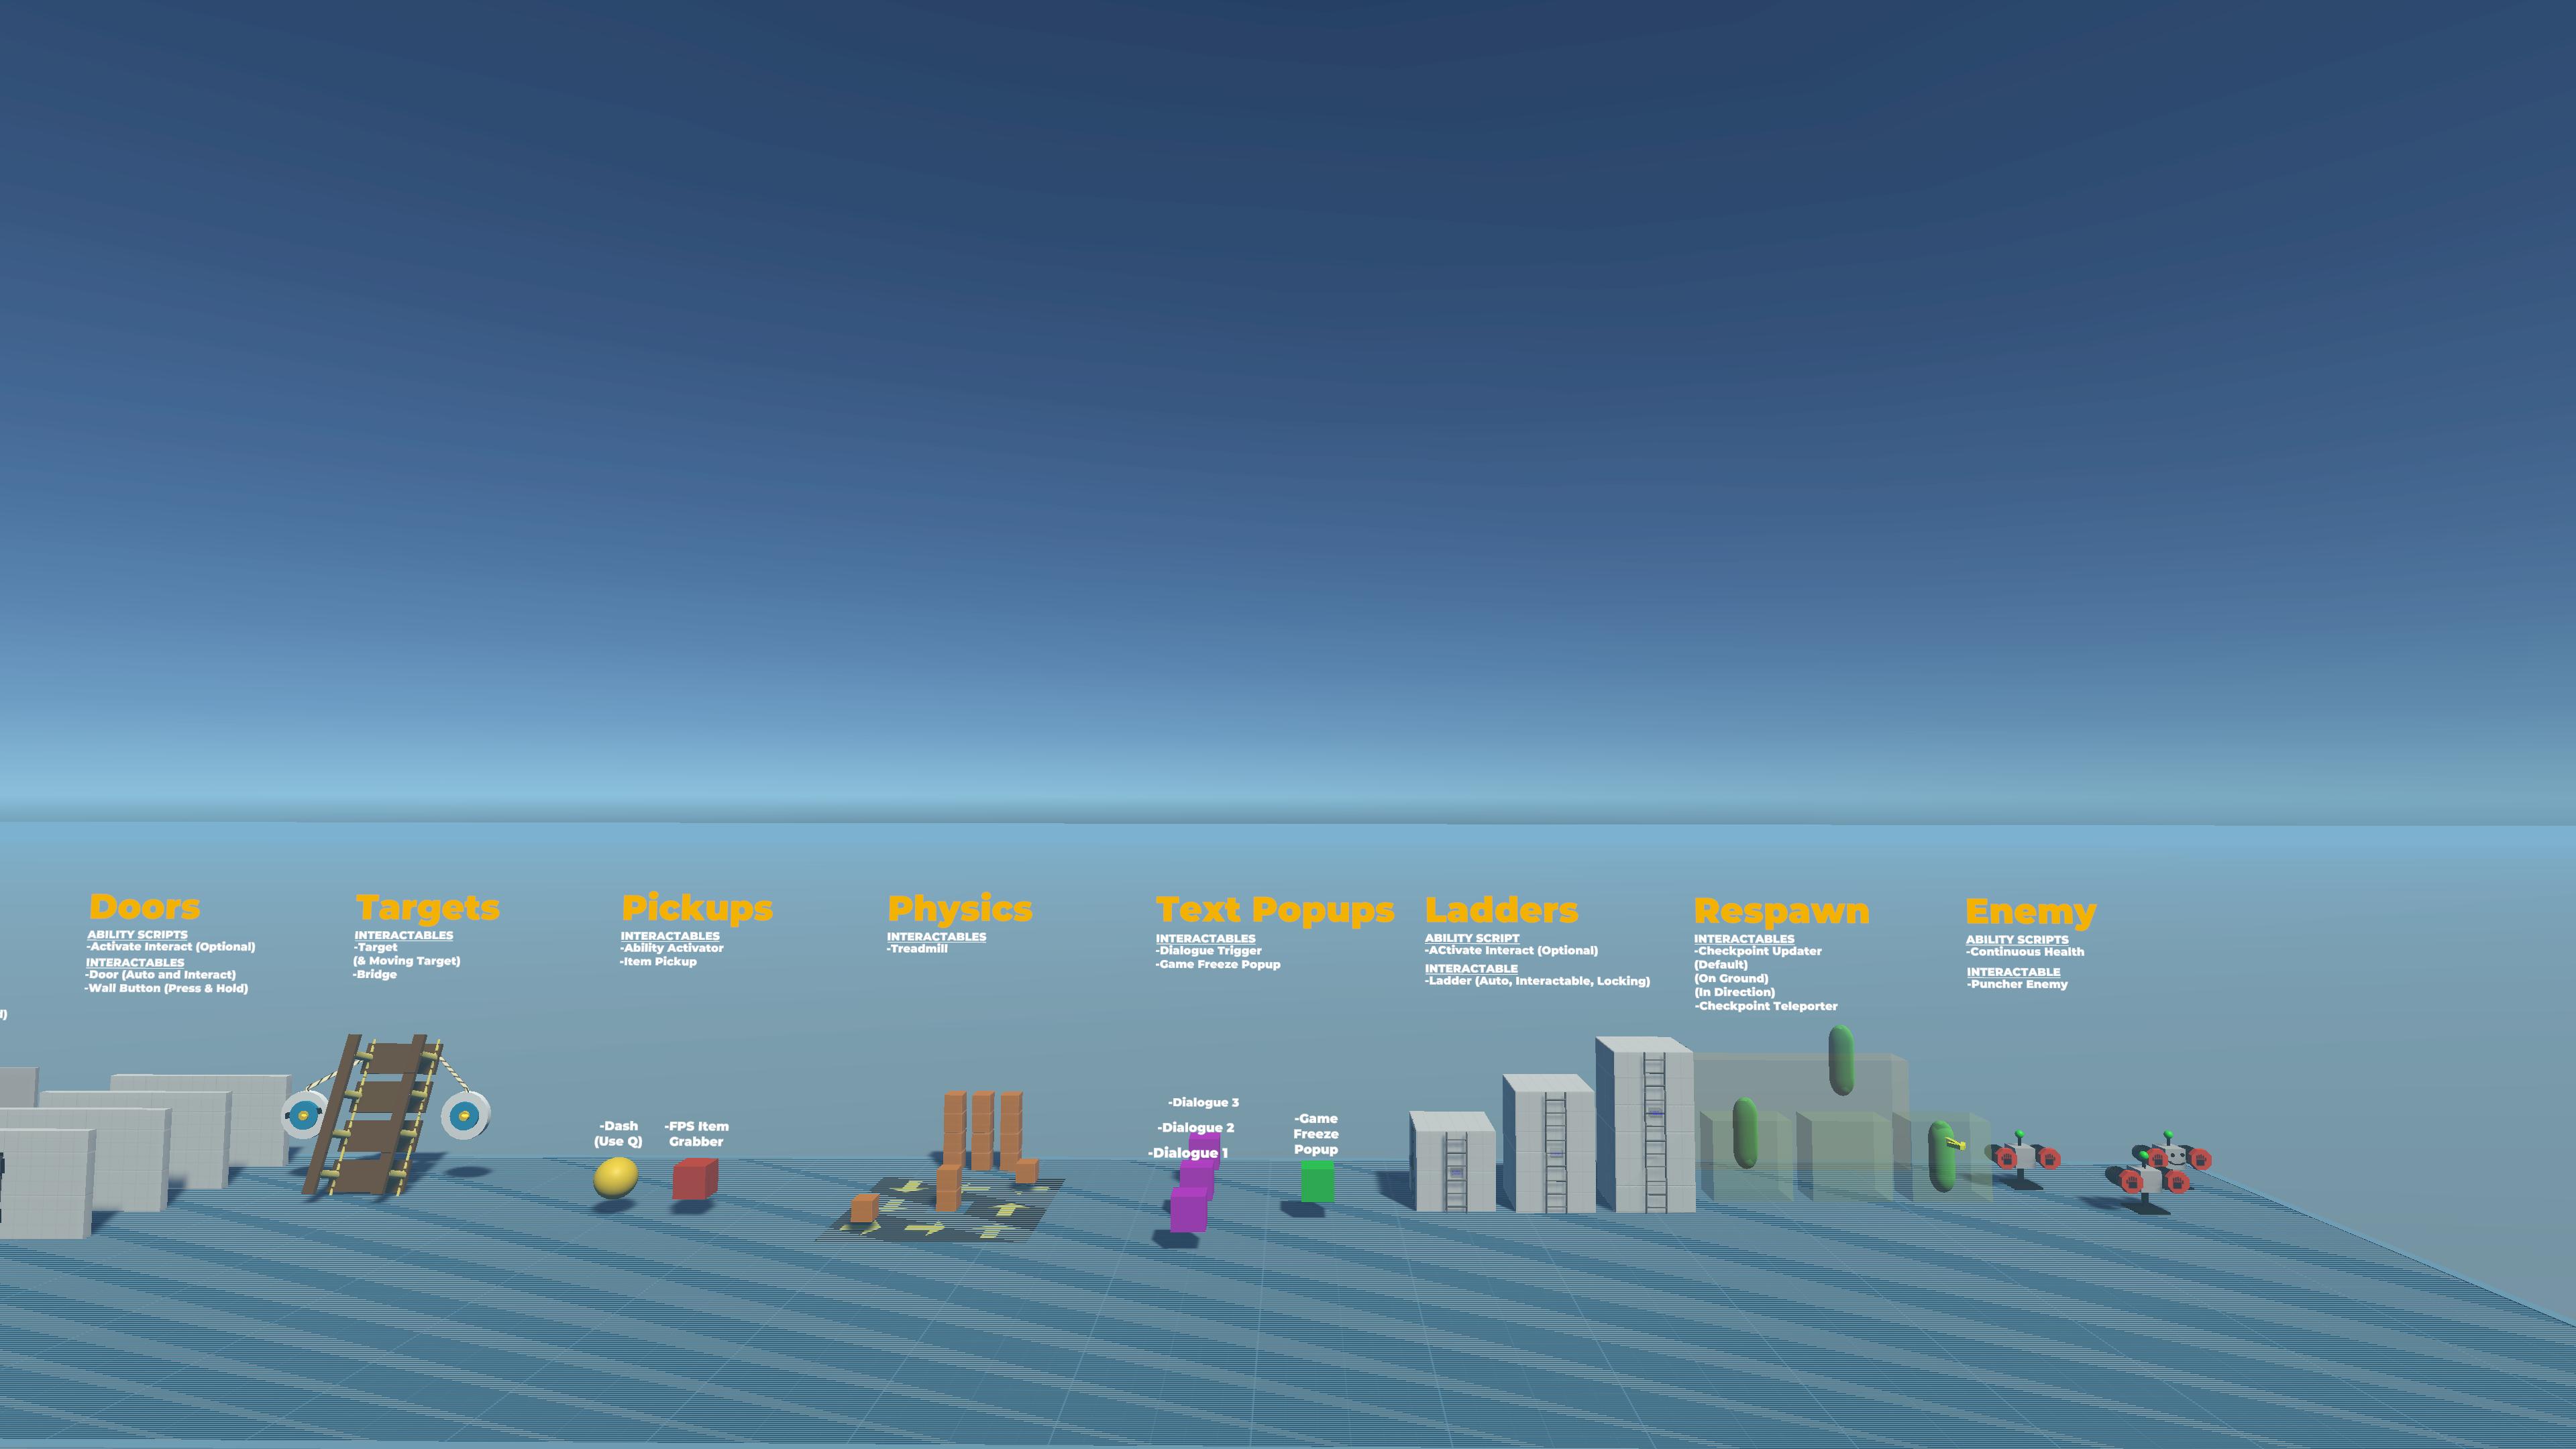 Doors
ABILITY SCRIPTS
-Activate Interact (Optional)
INTERACTABLES
-Door (Auto and Interact)
-Wall Button (Press & Hold)
Targets
INTERACTABLES
-Target
(& Moving Target)
-Bridge
Pickups
INTERACTABLES
-Ability Activator
-Item Pickup
-Dash
(Use Q)
-FPS Item
Grabber
Physics
INTERACTABLES
-Treadmill
Text Popups
INTERACTABLES
-Dialogue Trigger
-Game Freeze Popup
-Dialogue 3
-Dialogue 2
-Dialogue 1
-Game
Freeze
Popup
Ladders
ABILITY SCRIPT
-ACtivate Interact (Optional)
INTERACTABLE
-Ladder (Auto, Interactable, Locking)
Respawn
INTERACTABLES
-Checkpoint Updater
(Default)
(On Ground)
(In Direction)
-Checkpoint Teleporter
Enemy
ABILITY SCRIPTS
-Continuous Health
INTERACTABLE
-Puncher Enemy